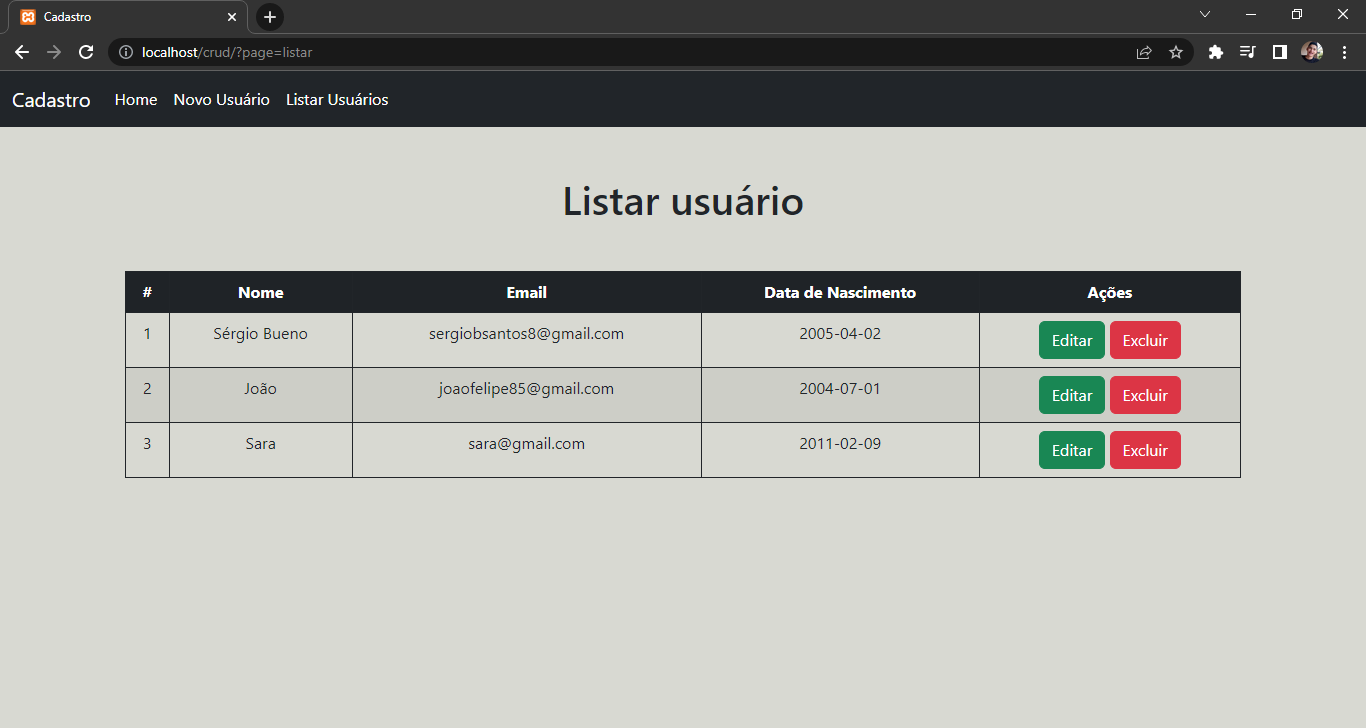 Cadastro
localhost/crud/?page=listar
Cadastro Home Novo Usuário Listar Usuários
Listar usuário
# Nome Email Data de Nascimento Ações
1 Sérgio Bueno sergiobsantos8@gmail.com 2005-04-02 Editar Excluir
2 João joaofelipe85@gmail.com 2004-07-01 Editar Excluir
3 Sara sara@gmail.com 2011-02-09 Editar Excluir